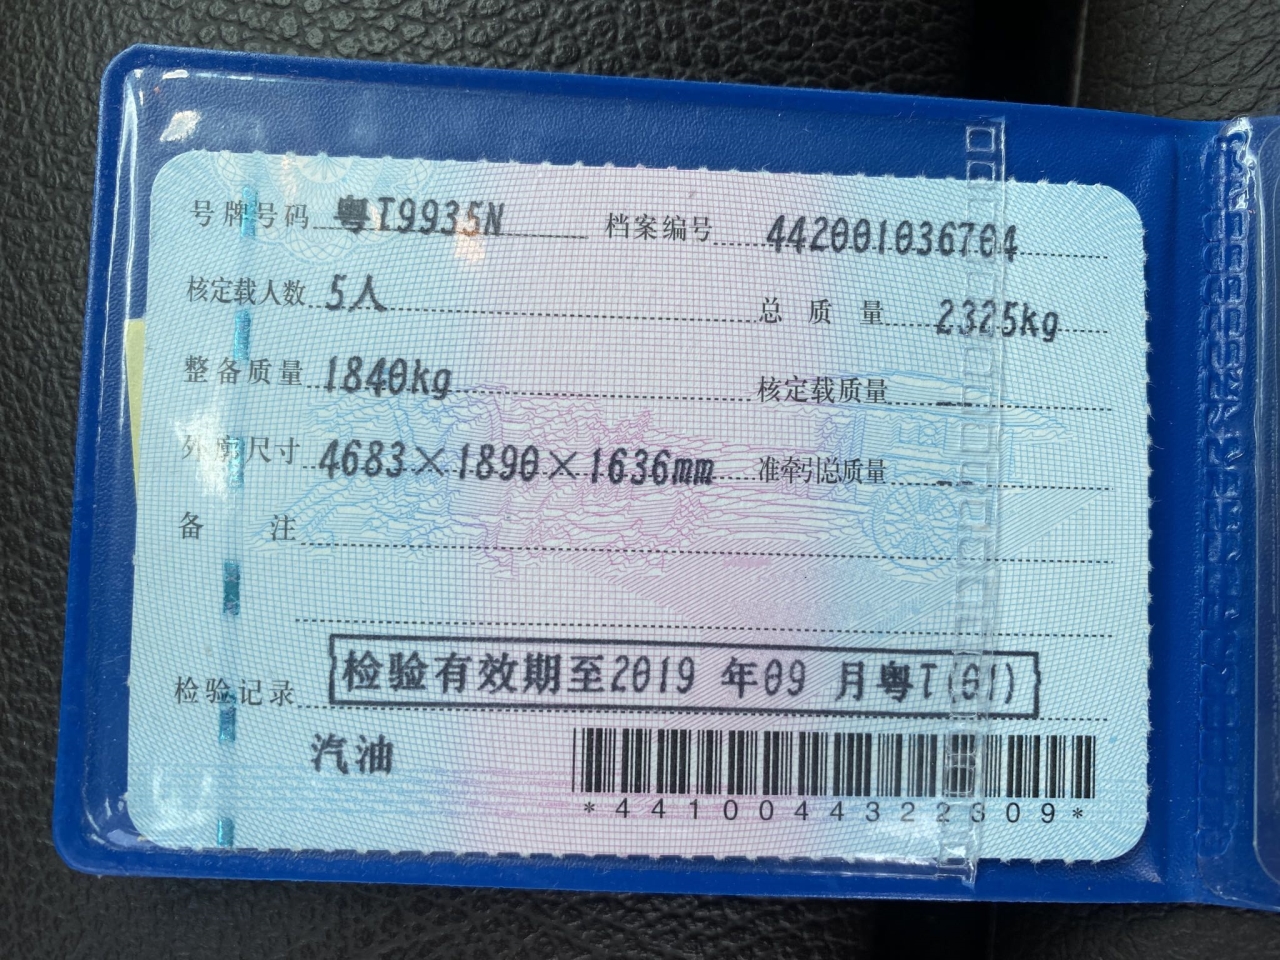 号牌号码 粤T9935N 档案编号 442001036704
核定载人数 5人 总质量 2325kg
整备质量 1840kg 核定载质量 --
外廓尺寸 4683×1890×1636mm 准牵引总质量 --
备注
检验记录 检验有效期至2019 年09 月粤T(01)
汽油
*4410044322309*